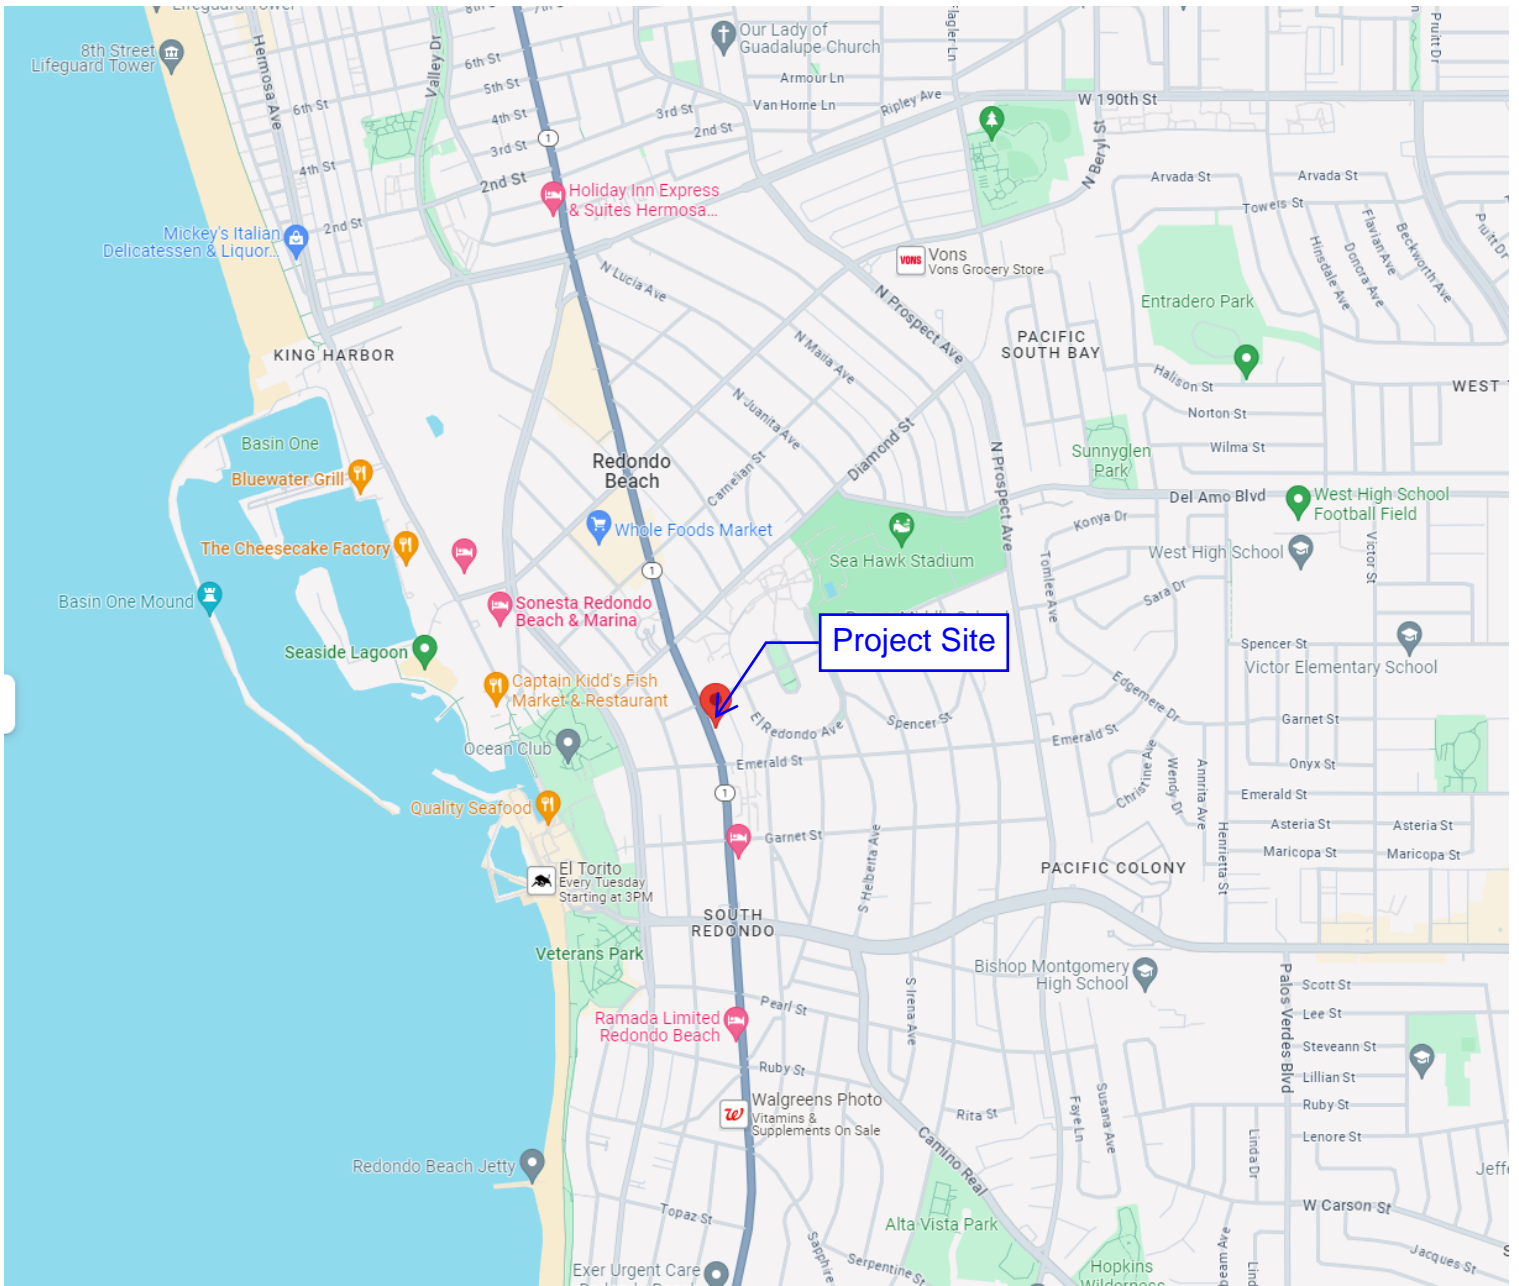 8th Street
Lifeguard Tower
Hermosa Ave
Valley Dr
6th St
5th St
4th St
3rd St
2nd St
6th St
4th St
2nd St
3rd St
2nd St
1
Our Lady of
Guadalupe Church
Armour Ln
Van Horne Ln
Ripley Ave
W 190th St
N Beryl St
Pruitt Dr
Holiday Inn Express
& Suites Hermosa...
Mickey's Italian
Delicatessen & Liquor...
Arvada St
Arvada St
Towers St
Flavian Ave
Beckworth Ave
Donora Ave
Hinsdale Ave
Pruitt Dr
VONS
Vons
Vons Grocery Store
N Lucia Ave
N Prospect Ave
Entradero Park
PACIFIC
SOUTH BAY
KING HARBOR
N Maria Ave
Halison St
WEST
N Juanita Ave
Norton St
Diamond St
Wilma St
Basin One
Sunnyglen
Park
N Prospect Ave
Redondo
Beach
Carnelian St
Bluewater Grill
Del Amo Blvd
West High School
Football Field
Konya Dr
Whole Foods Market
The Cheesecake Factory
Sea Hawk Stadium
West High School
Victor St
1
Tomlee Ave
Sara Dr
Basin One Mound
Sonesta Redondo
Beach & Marina
Project Site
Spencer St
Seaside Lagoon
Victor Elementary School
Captain Kidd's Fish
Market & Restaurant
Edgemere Dr
El Redondo Ave
Spencer St
Garnet St
Emerald St
Ocean Club
Emerald St
Onyx St
Christine Ave
Wendy Dr
Annrita Ave
1
Emerald St
Quality Seafood
Garnet St
Asteria St
Asteria St
Maricopa St
Maricopa St
Henrietta St
El Torito
Every Tuesday
Starting at 3PM
S Helberta Ave
PACIFIC COLONY
SOUTH
REDONDO
Veterans Park
Bishop Montgomery
High School
Palos Verdes Blvd
Scott St
Pearl St
S Irena Ave
Lee St
Ramada Limited
Redondo Beach
Steveann St
Ruby St
Lillian St
Walgreens Photo
Vitamins &
Supplements On Sale
Rita St
Faye Ln
Susana Ave
Ruby St
Lenore St
Linda Dr
Camino Real
Redondo Beach Jetty
W Carson St
Topaz St
Alta Vista Park
Sapphire
Serpentine St
Jacques St
Exer Urgent Care
Hopkins
Wilderness